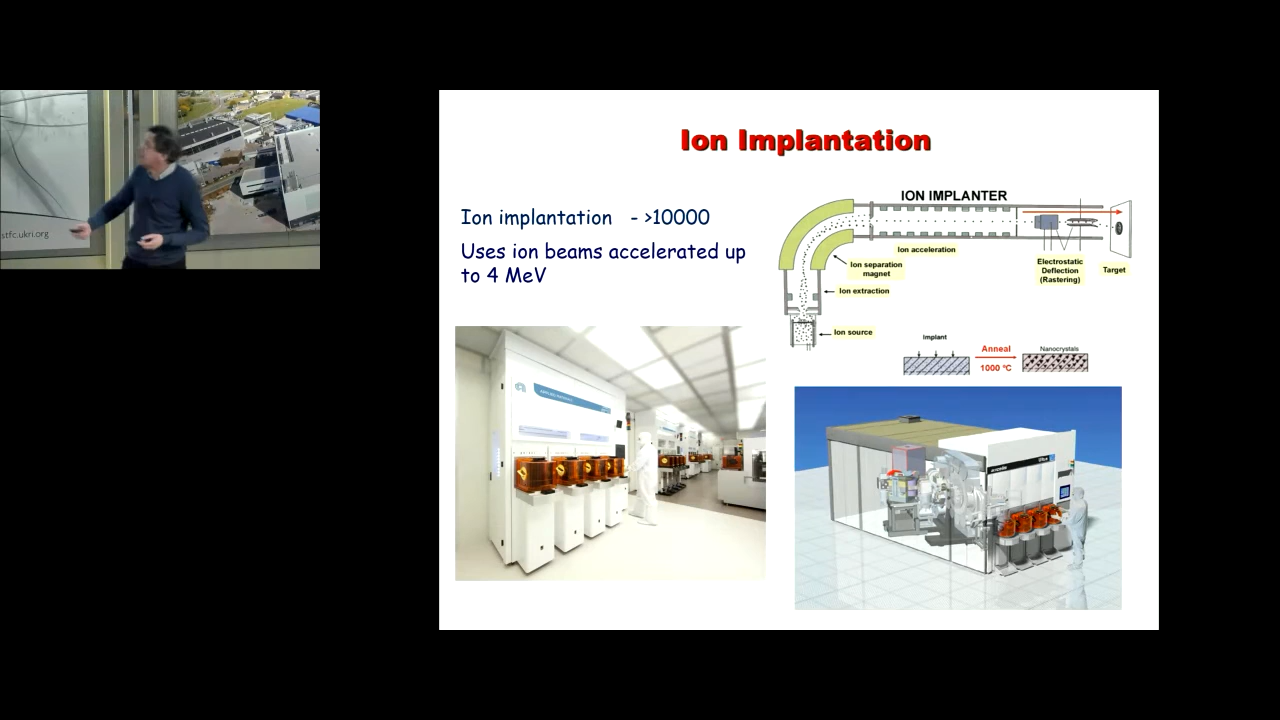 stfc.ukri.org
Ion Implantation
Ion implantation - >10000
Uses ion beams accelerated up
to 4 MeV
ION IMPLANTER
Ion acceleration
Ion separation
magnet
Ion extraction
Ion source
Electrostatic
Deflection
(Rastering)
Target
Implant
Anneal
1000 °C
Nanocrystals